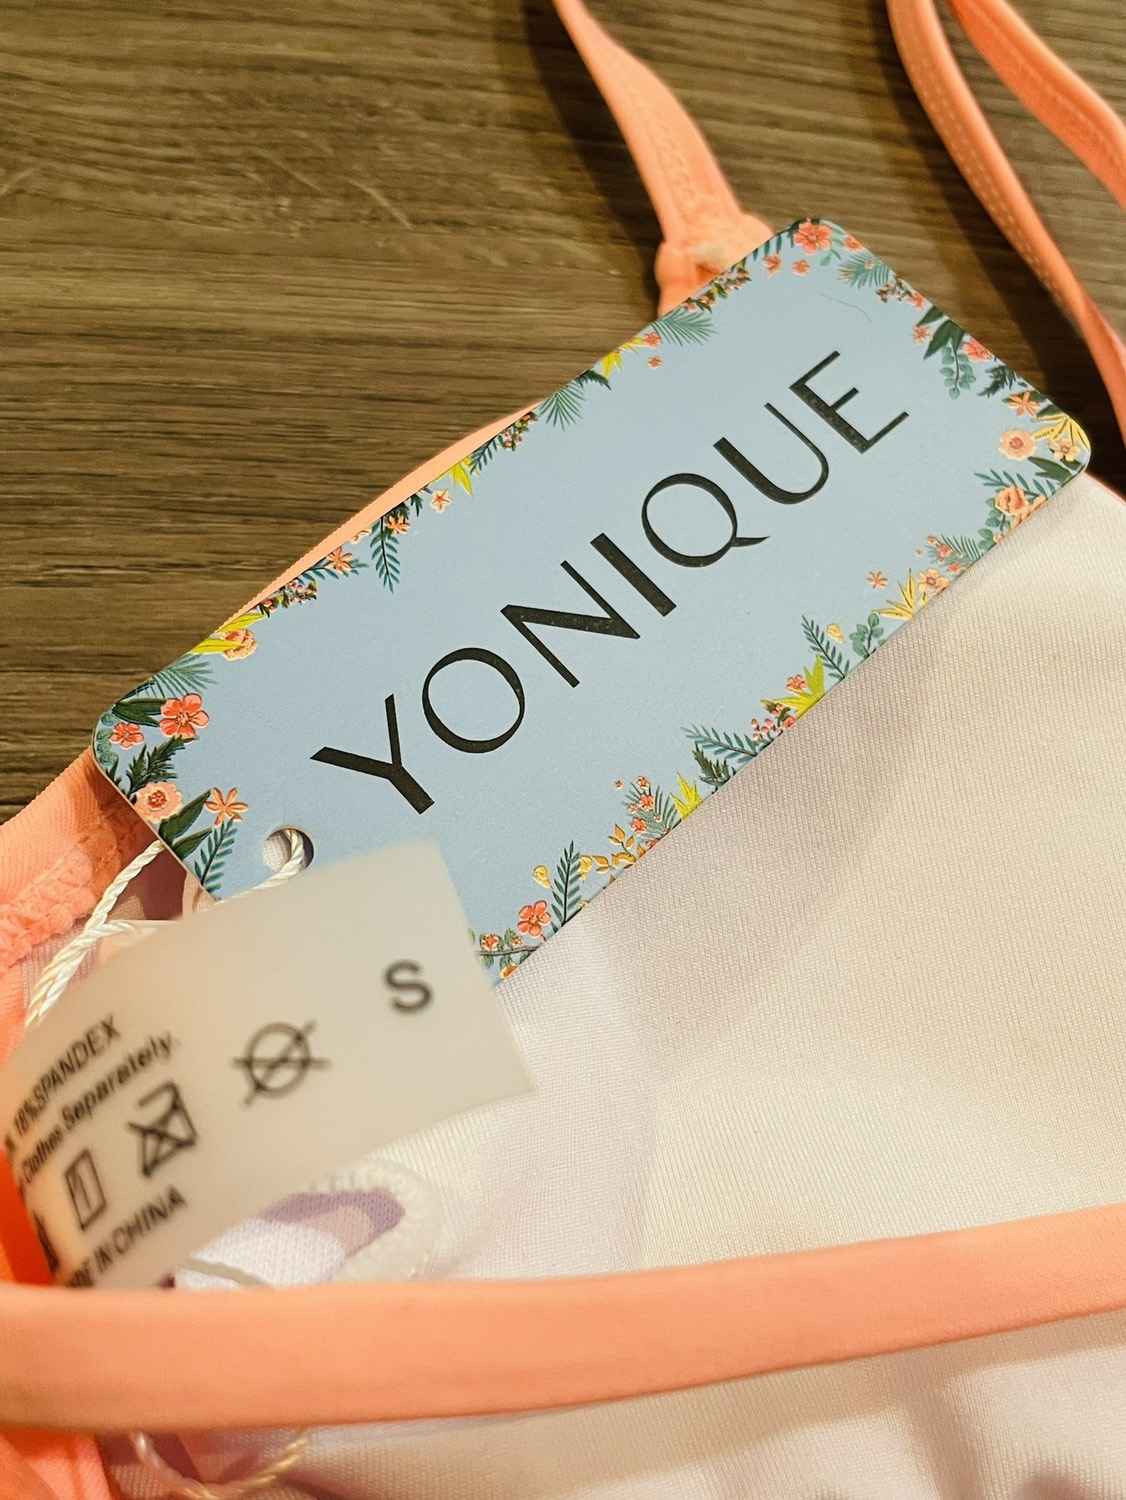 YONIQUE
S
18%SPANDEX
Clothes Separately.
IN CHINA